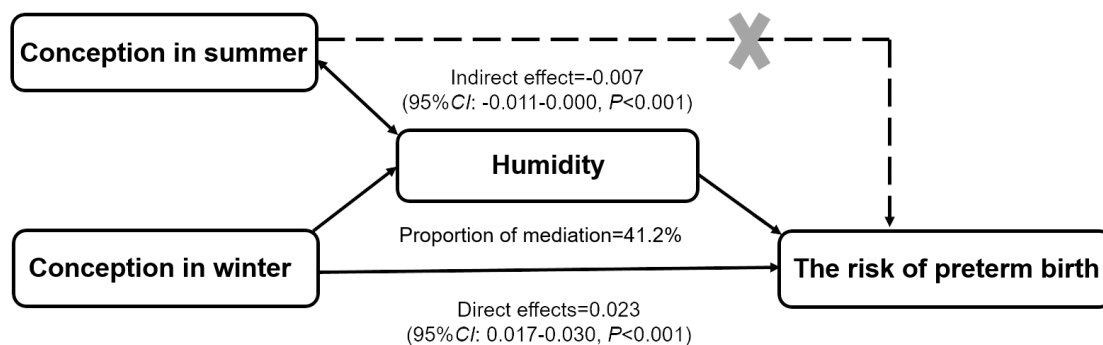 Conception in summer
Indirect effect=-0.007
(95%CI: -0.011-0.000, P<0.001)
Humidity
Proportion of mediation=41.2%
Conception in winter
The risk of preterm birth
Direct effects=0.023
(95%CI: 0.017-0.030, P<0.001)